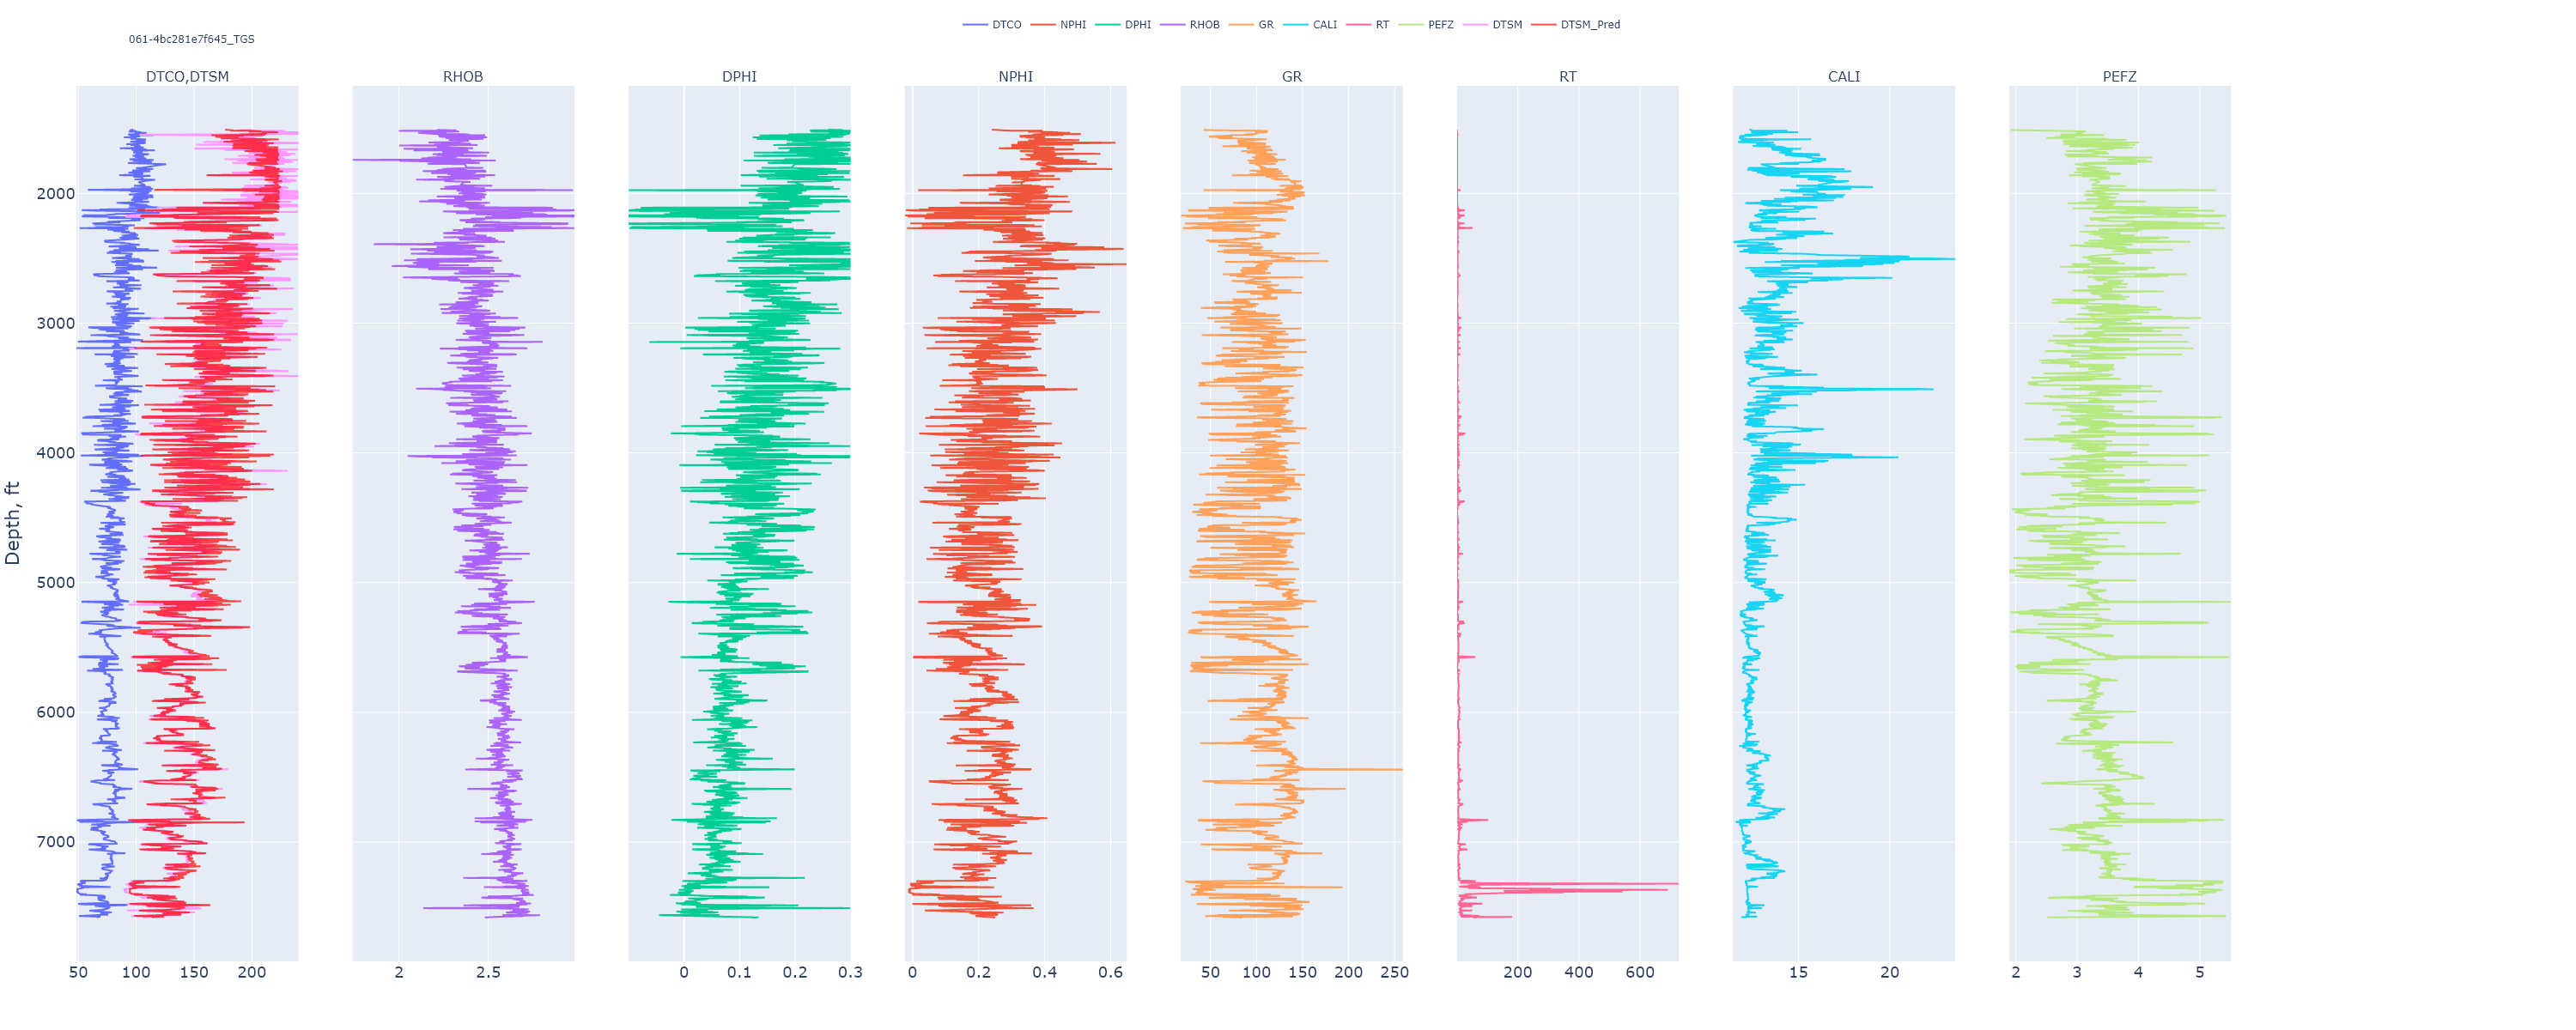 DTCO NPHI DPHI RHOB GR CALI RT PEFZ DTSM DTSM_Pred
061-4bc281e7f645_TGS
DTCO,DTSM RHOB DPHI NPHI GR RT CALI PEFZ
2000
3000
4000
Depth, ft
5000
6000
7000
50 100 150 200 2 2.5 0 0.1 0.2 0.3 0 0.2 0.4 0.6 50 100 150 200 250 200 400 600 15 20 2 3 4 5